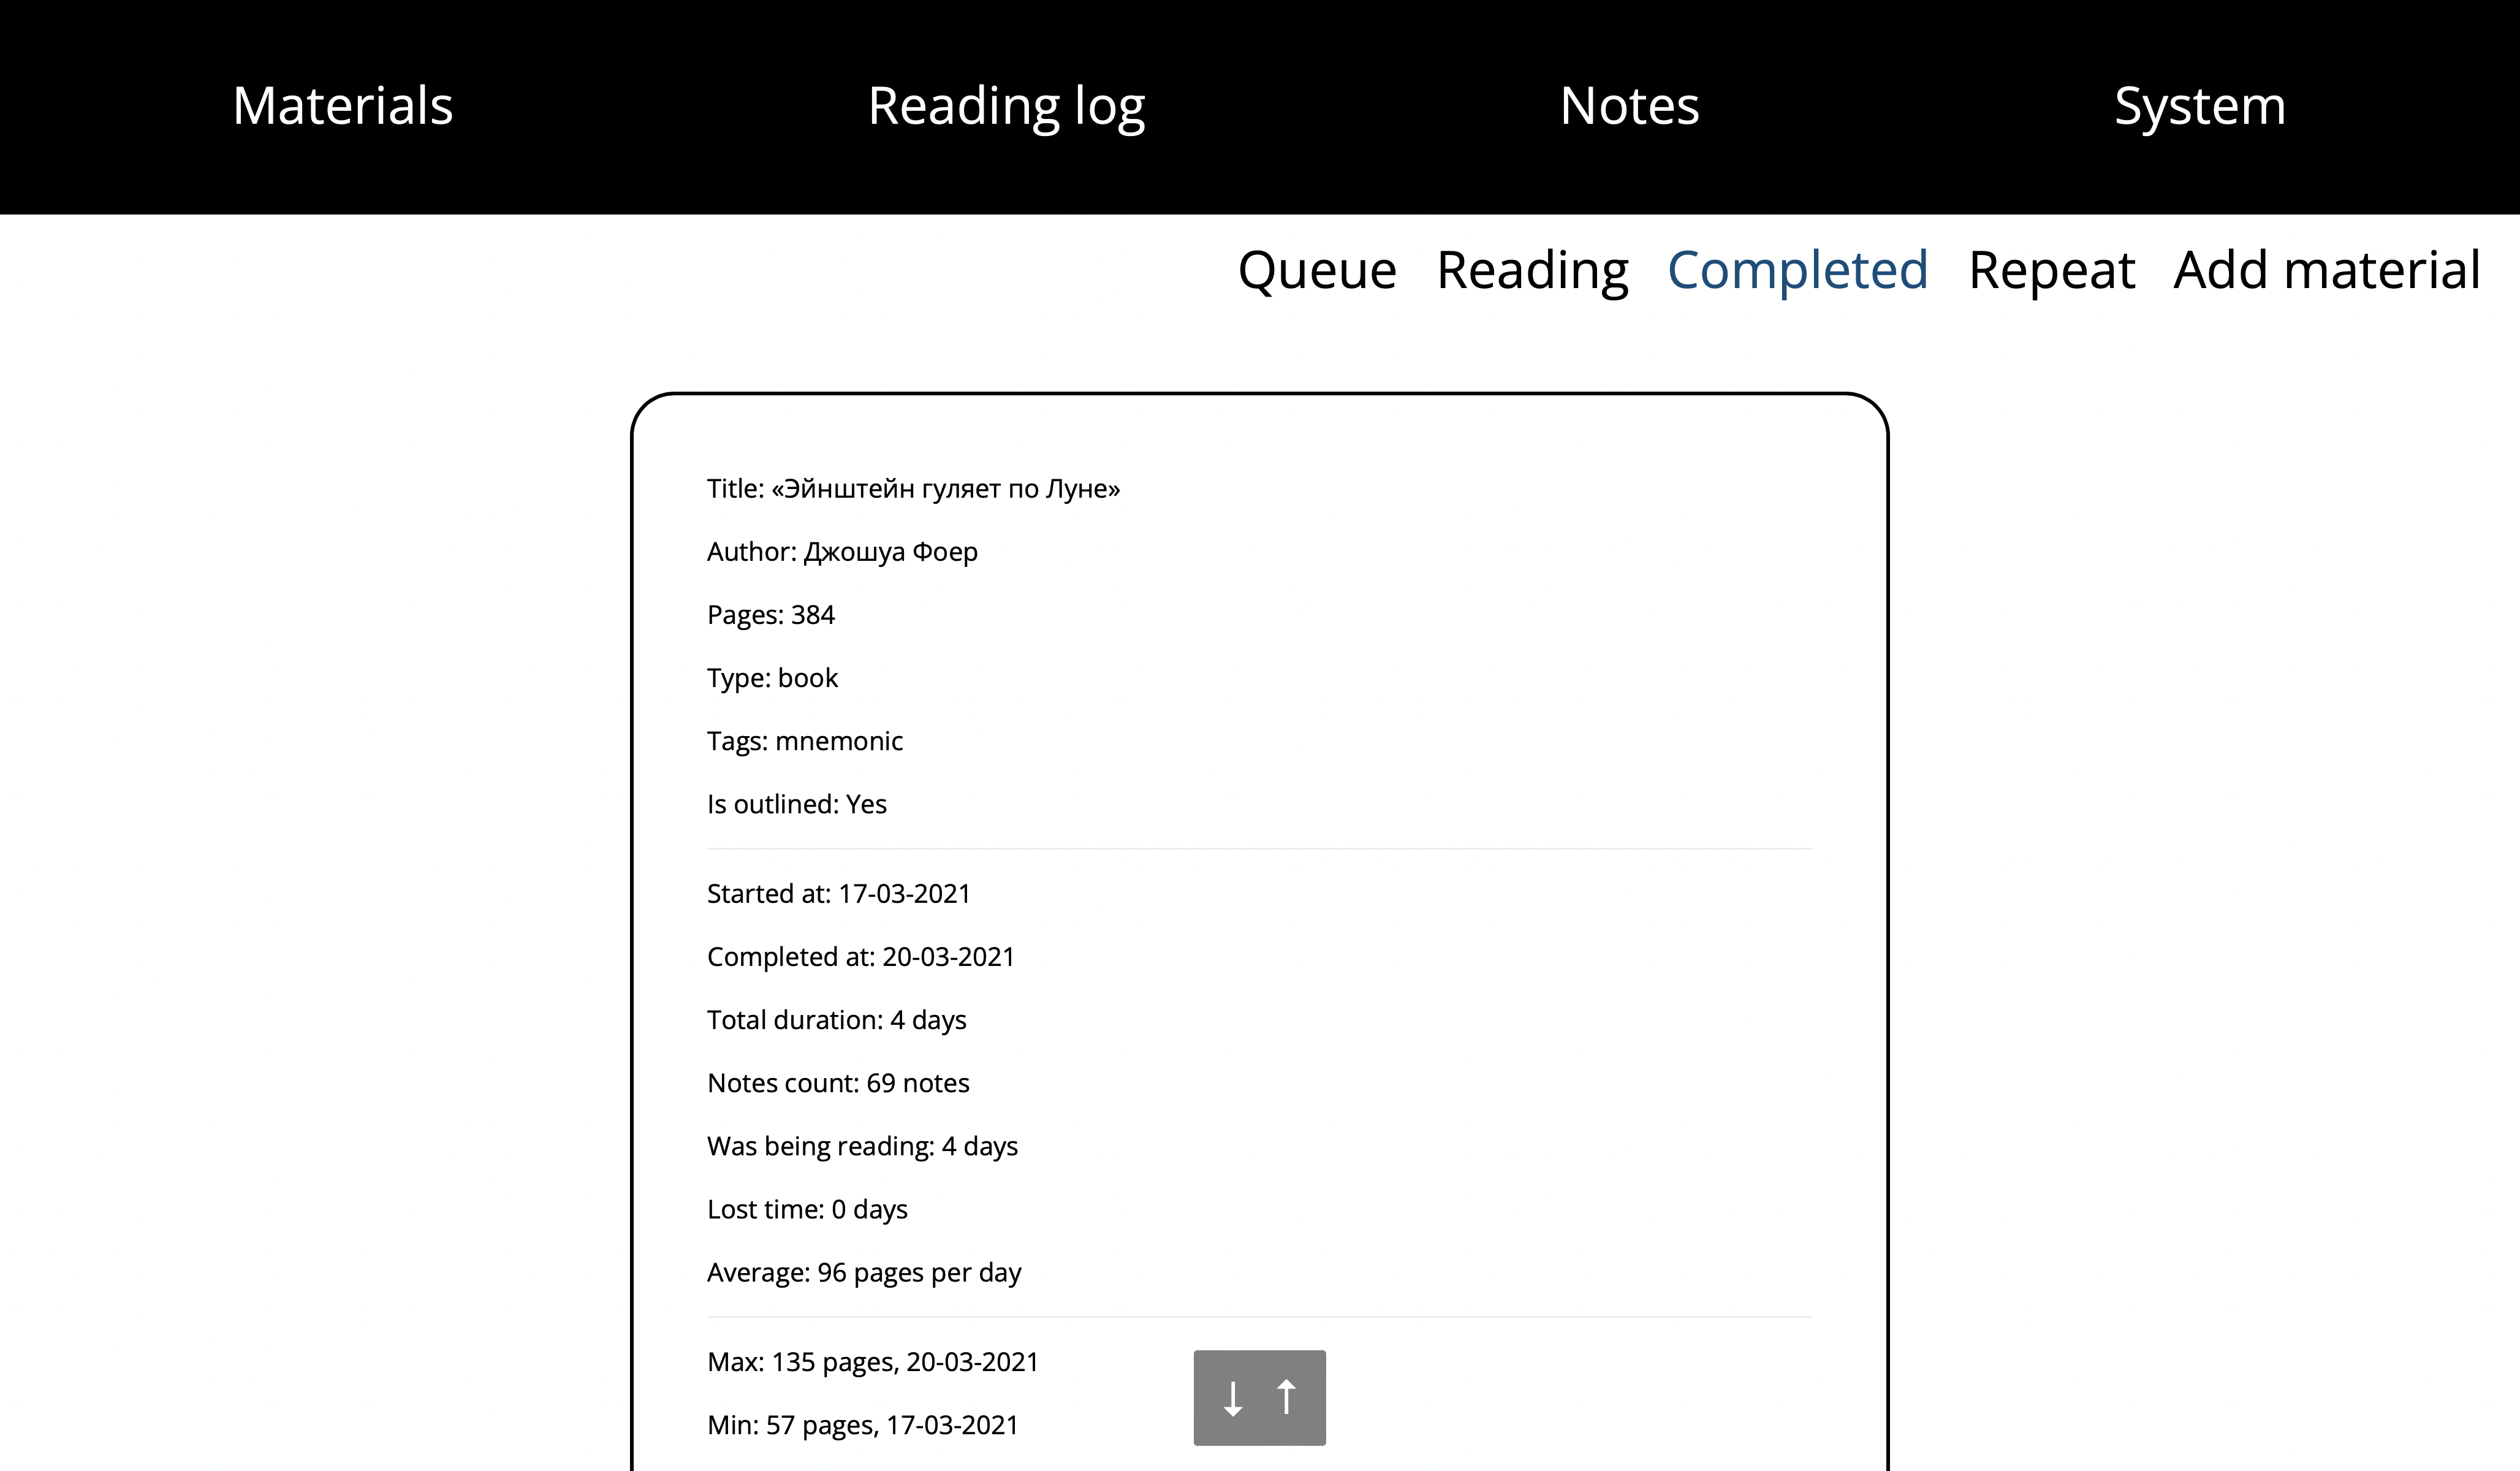 Materials Reading log Notes System
Queue Reading Completed Repeat Add material
Title: «Эйнштейн гуляет по Луне»
Author: Джошуа Фоер
Pages: 384
Type: book
Tags: mnemonic
Is outlined: Yes
Started at: 17-03-2021
Completed at: 20-03-2021
Total duration: 4 days
Notes count: 69 notes
Was being reading: 4 days
Lost time: 0 days
Average: 96 pages per day
Max: 135 pages, 20-03-2021
Min: 57 pages, 17-03-2021
↓ ↑